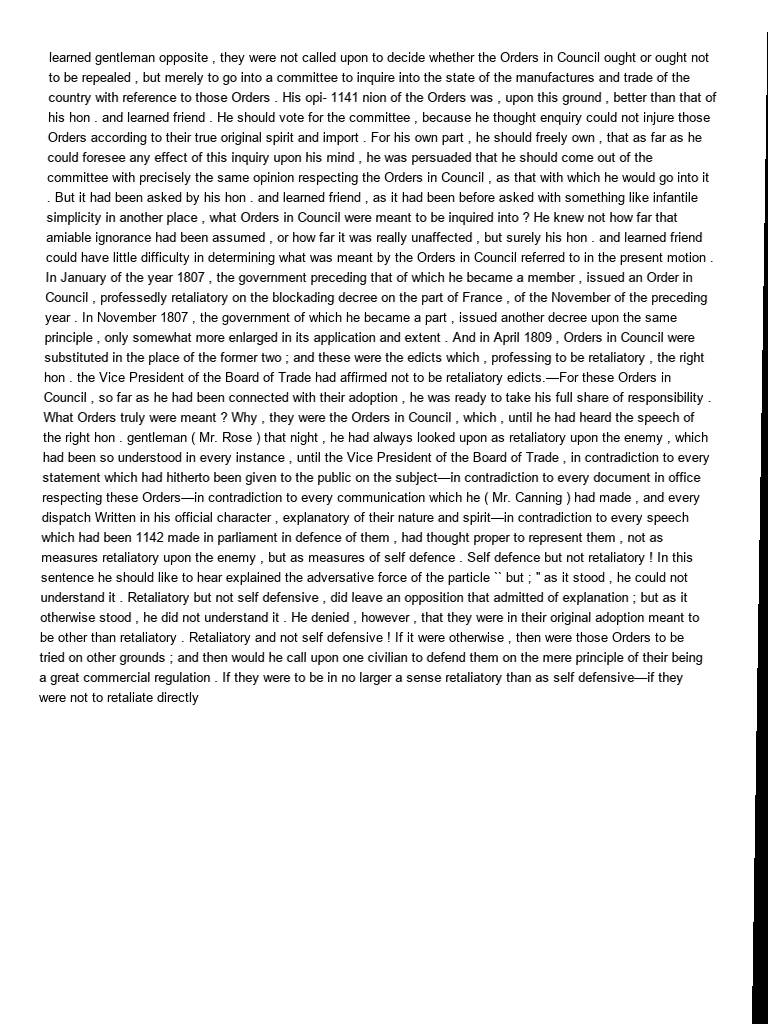 learned gentleman opposite , they were not called upon to decide whether the Orders in Council ought or ought not
to be repealed , but merely to go into a committee to inquire into the state of the manufactures and trade of the
country with reference to those Orders . His opi- 1141 nion of the Orders was , upon this ground , better than that of
his hon . and learned friend . He should vote for the committee , because he thought enquiry could not injure those
Orders according to their true original spirit and import . For his own part , he should freely own , that as far as he
could foresee any effect of this inquiry upon his mind , he was persuaded that he should come out of the
committee with precisely the same opinion respecting the Orders in Council , as that with which he would go into it
. But it had been asked by his hon . and learned friend , as it had been before asked with something like infantile
simplicity in another place , what Orders in Council were meant to be inquired into ? He knew not how far that
amiable ignorance had been assumed , or how far it was really unaffected , but surely his hon . and learned friend
could have little difficulty in determining what was meant by the Orders in Council referred to in the present motion .
In January of the year 1807 , the government preceding that of which he became a member , issued an Order in
Council , professedly retaliatory on the blockading decree on the part of France , of the November of the preceding
year . In November 1807 , the government of which he became a part , issued another decree upon the same
principle , only somewhat more enlarged in its application and extent . And in April 1809 , Orders in Council were
substituted in the place of the former two ; and these were the edicts which , professing to be retaliatory , the right
hon . the Vice President of the Board of Trade had affirmed not to be retaliatory edicts.—For these Orders in
Council , so far as he had been connected with their adoption , he was ready to take his full share of responsibility .
What Orders truly were meant ? Why , they were the Orders in Council , which , until he had heard the speech of
the right hon . gentleman ( Mr. Rose ) that night , he had always looked upon as retaliatory upon the enemy , which
had been so understood in every instance , until the Vice President of the Board of Trade , in contradiction to every
statement which had hitherto been given to the public on the subject—in contradiction to every document in office
respecting these Orders—in contradiction to every communication which he ( Mr. Canning ) had made , and every
dispatch Written in his official character , explanatory of their nature and spirit—in contradiction to every speech
which had been 1142 made in parliament in defence of them , had thought proper to represent them , not as
measures retaliatory upon the enemy , but as measures of self defence . Self defence but not retaliatory ! In this
sentence he should like to hear explained the adversative force of the particle `` but ; '' as it stood , he could not
understand it . Retaliatory but not self defensive , did leave an opposition that admitted of explanation ; but as it
otherwise stood , he did not understand it . He denied , however , that they were in their original adoption meant to
be other than retaliatory . Retaliatory and not self defensive ! If it were otherwise , then were those Orders to be
tried on other grounds ; and then would he call upon one civilian to defend them on the mere principle of their being
a great commercial regulation . If they were to be in no larger a sense retaliatory than as self defensive—if they
were not to retaliate directly